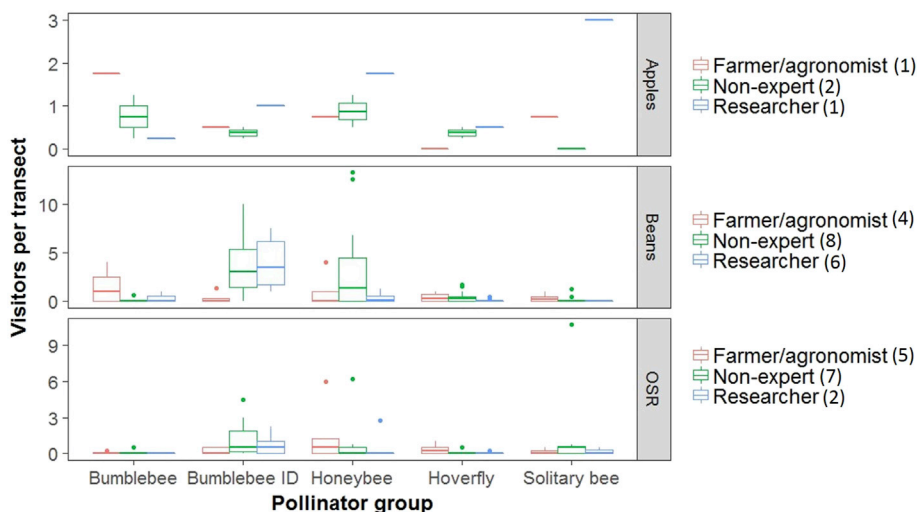 Visitors per transect
3
2
1
0
Apples
Farmer/agronomist (1)
Non-expert (2)
Researcher (1)
10
5
0
Beans
Farmer/agronomist (4)
Non-expert (8)
Researcher (6)
9
6
3
0
OSR
Farmer/agronomist (5)
Non-expert (7)
Researcher (2)
Bumblebee Bumblebee ID Honeybee Hoverfly Solitary bee
Pollinator group